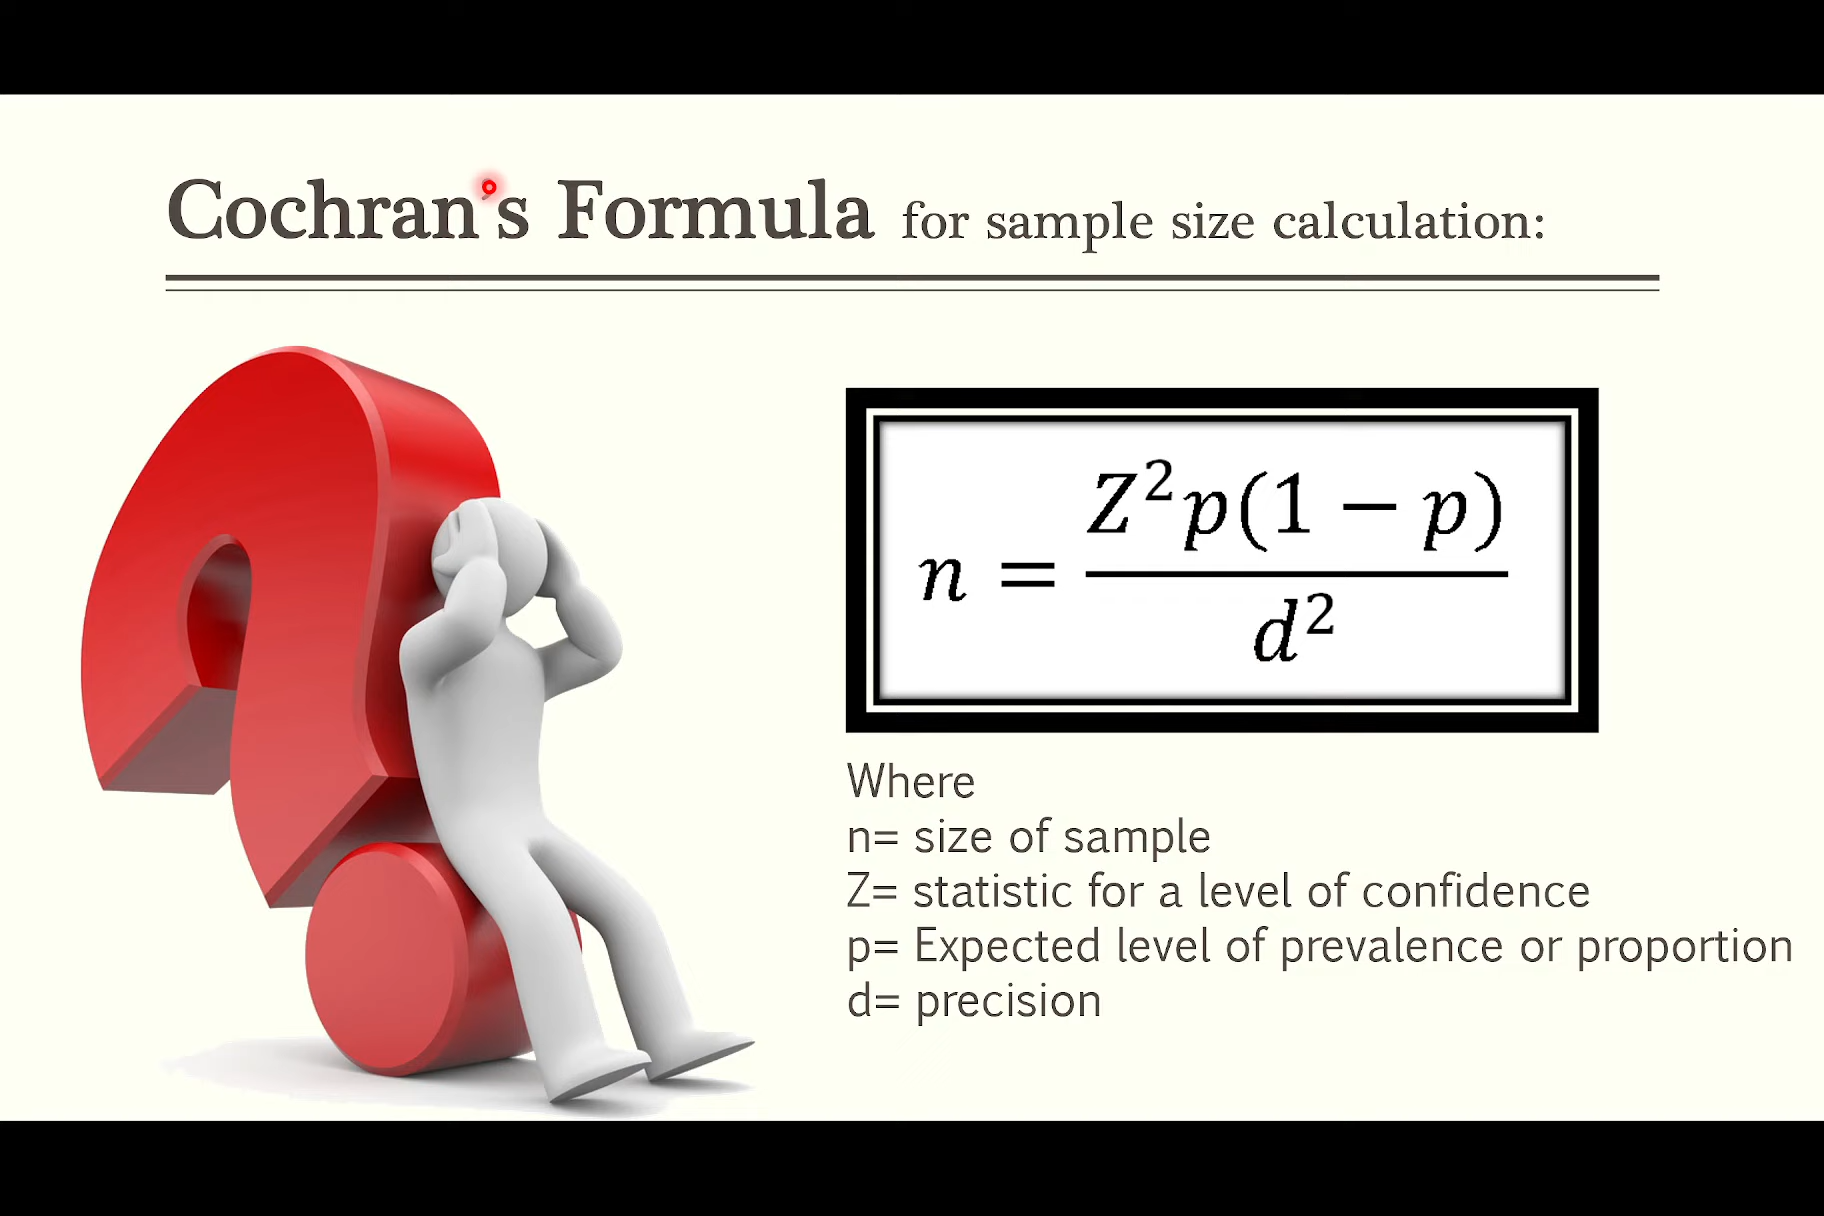 Cochran's Formula for sample size calculation:
n = Z²p(1 − p) / d²
Where
n= size of sample
Z= statistic for a level of confidence
p= Expected level of prevalence or proportion
d= precision